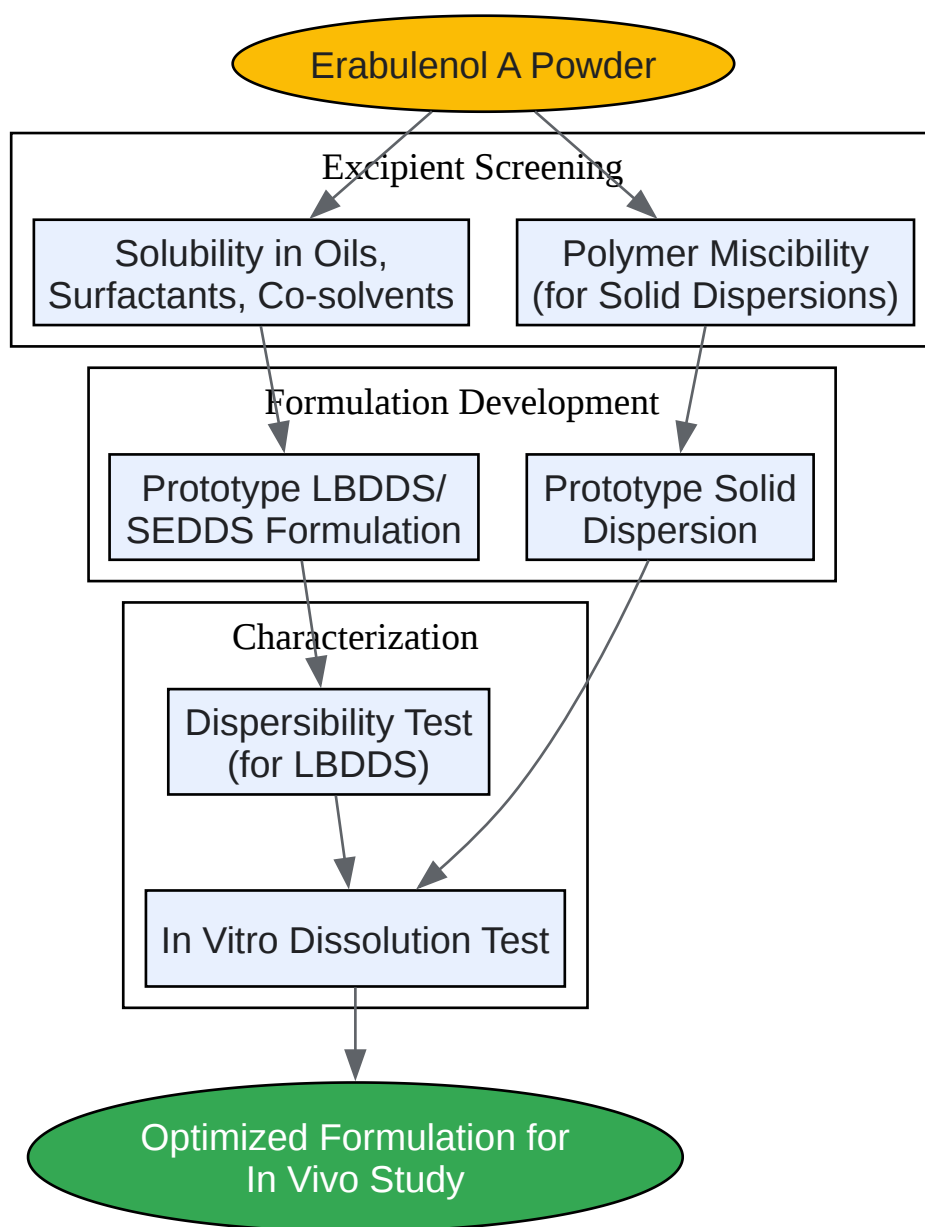 Erabulenol A Powder
Excipient Screening
Solubility in Oils,
Surfactants, Co-solvents
Polymer Miscibility
(for Solid Dispersions)
Formulation Development
Prototype LBDDS/
SEDDS Formulation
Prototype Solid
Dispersion
Characterization
Dispersibility Test
(for LBDDS)
In Vitro Dissolution Test
Optimized Formulation for
In Vivo Study